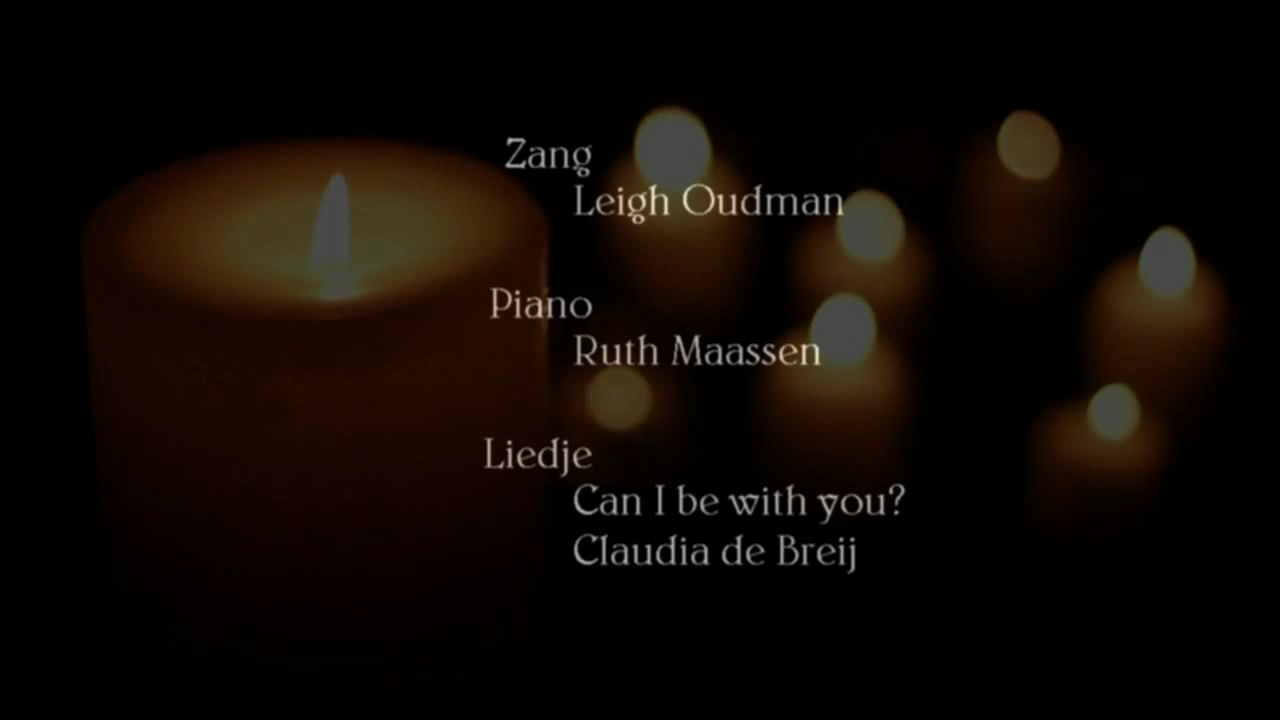 Zang
Leigh Oudman
Piano
Ruth Maassen
Liedje
Can I be with you?
Claudia de Breij